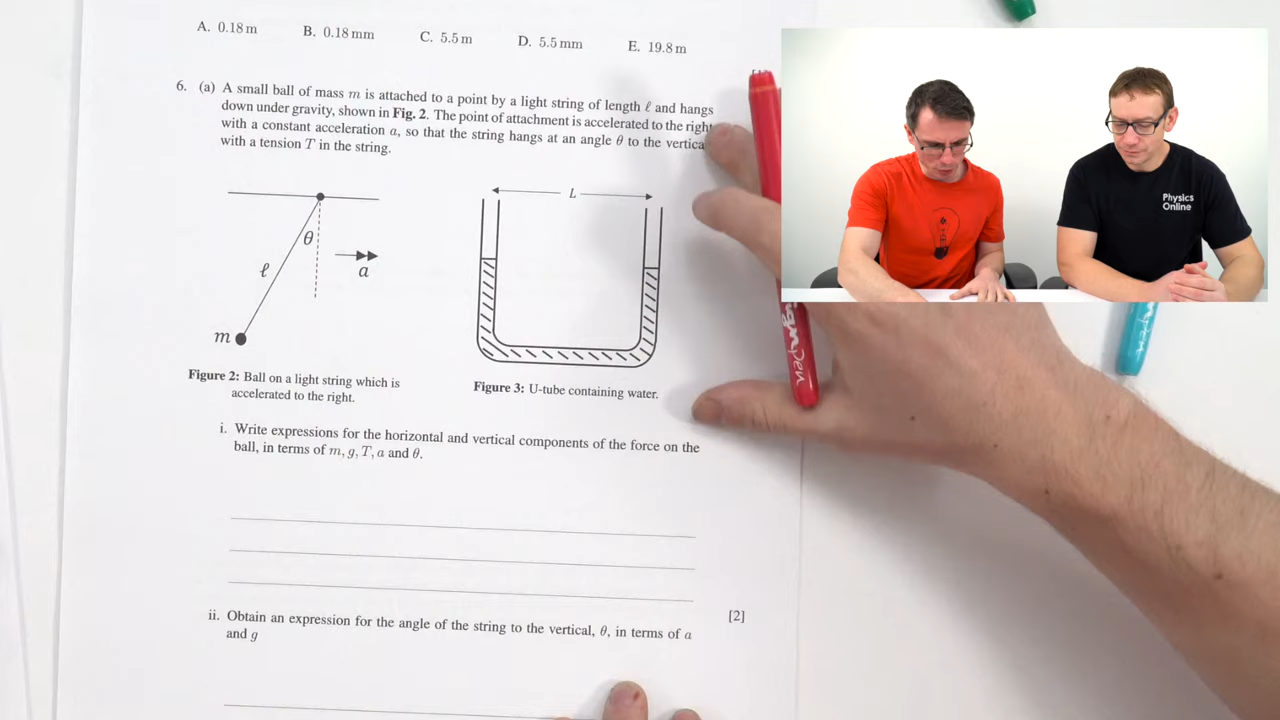 A. 0.18 m B. 0.18 mm C. 5.5 m D. 5.5 mm E. 19.8 m
6. (a) A small ball of mass m is attached to a point by a light string of length ℓ and hangs
down under gravity, shown in Fig. 2. The point of attachment is accelerated to the right
with a constant acceleration a, so that the string hangs at an angle θ to the vertica
with a tension T in the string.
L
θ
ℓ
a
m
Figure 2: Ball on a light string which is
accelerated to the right.
Figure 3: U-tube containing water.
i. Write expressions for the horizontal and vertical components of the force on the
ball, in terms of m, g, T, a and θ.
[2]
ii. Obtain an expression for the angle of the string to the vertical, θ, in terms of a
and g
Physics
Online